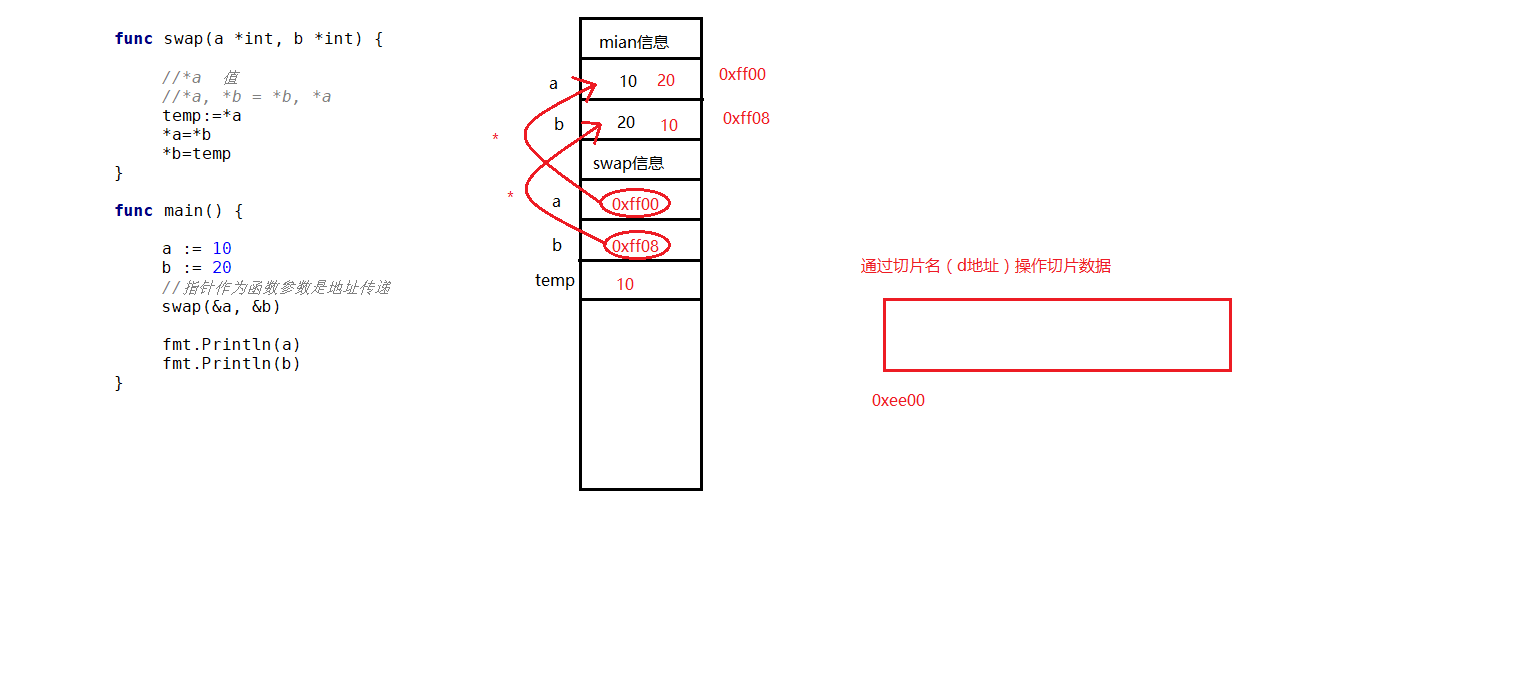 func swap(a *int, b *int) {
//*a 值
//*a, *b = *b, *a
temp:=*a
*a=*b
*b=temp
}
func main() {
a := 10
b := 20
//指针作为函数参数是地址传递
swap(&a, &b)
fmt.Println(a)
fmt.Println(b)
}
mian信息
a 10 20 0xff00
b 20 10 0xff08
*
swap信息
*
a 0xff00
b 0xff08
temp 10
通过切片名（d地址）操作切片数据
0xee00